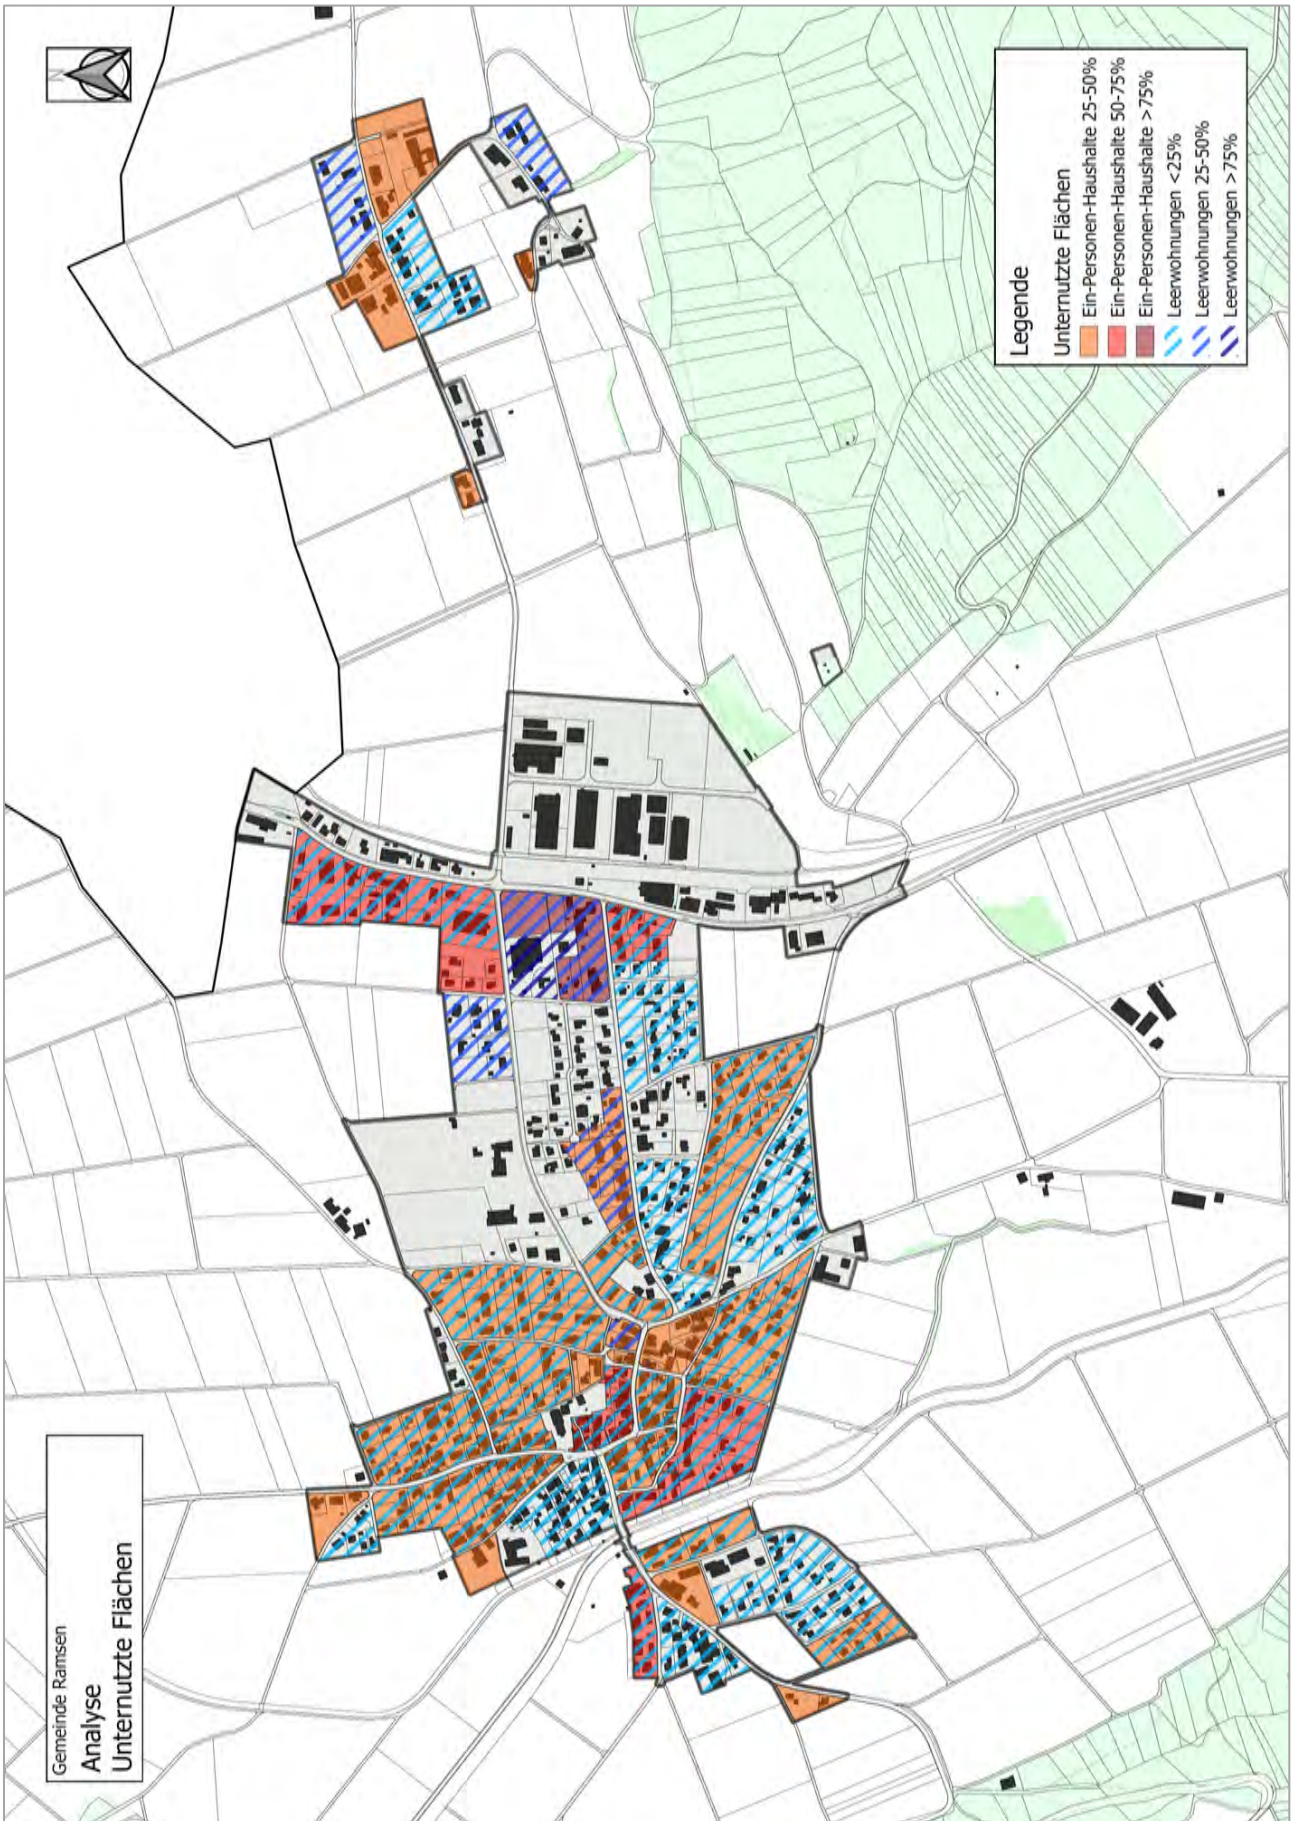 Gemeinde Ramsen
Analyse
Unternutzte Flächen
N
Legende
Unternutzte Flächen
Ein-Personen-Haushalte 25-50%
Ein-Personen-Haushalte 50-75%
Ein-Personen-Haushalte >75%
Leerwohnungen <25%
Leerwohnungen 25-50%
Leerwohnungen >75%